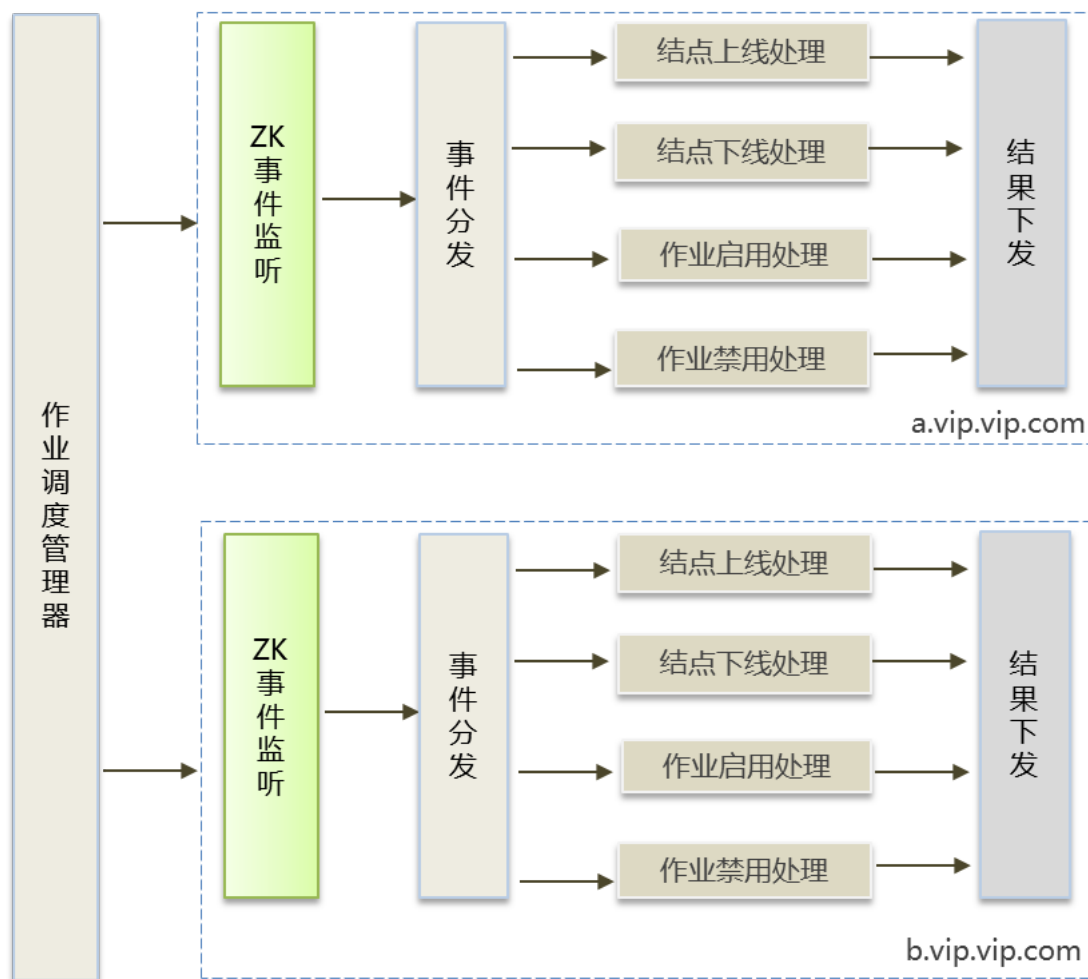 作业调度管理器
ZK事件监听
事件分发
结点上线处理
结点下线处理
作业启用处理
作业禁用处理
结果下发
a.vip.vip.com
ZK事件监听
事件分发
结点上线处理
结点下线处理
作业启用处理
作业禁用处理
结果下发
b.vip.vip.com